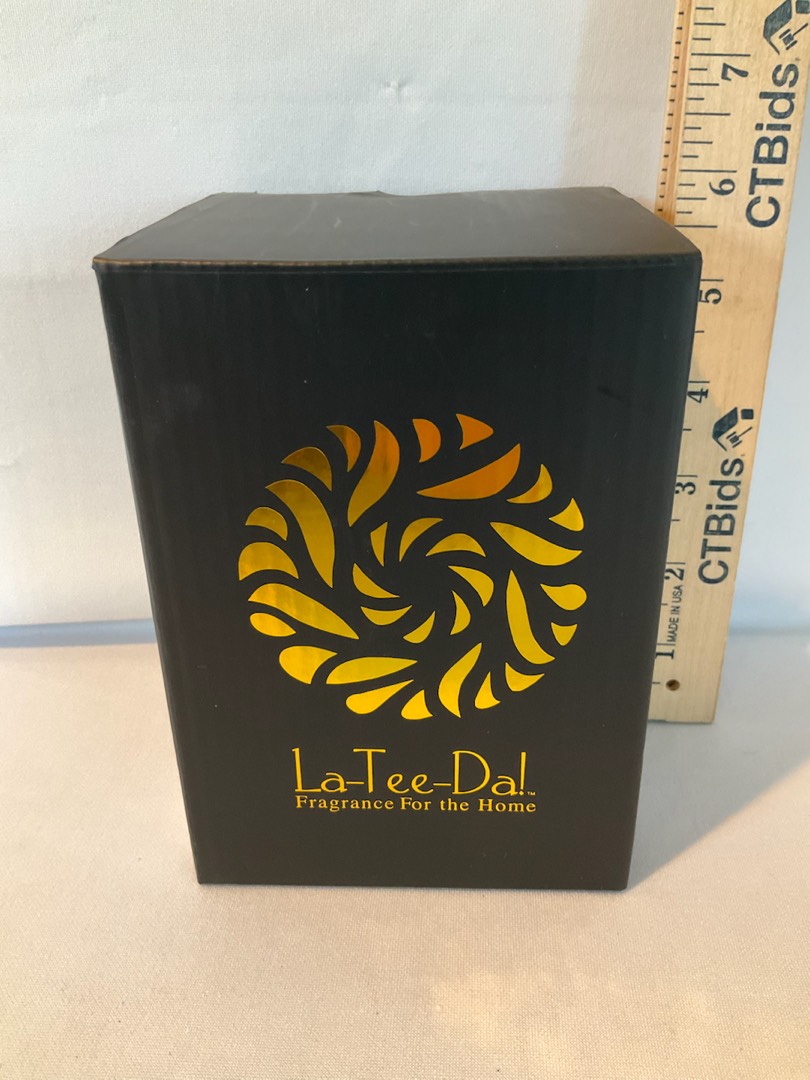 La-Tee-Da!™
Fragrance For the Home
CTBids
CTBids
MADE IN USA
7
6
5
4
3
2
1